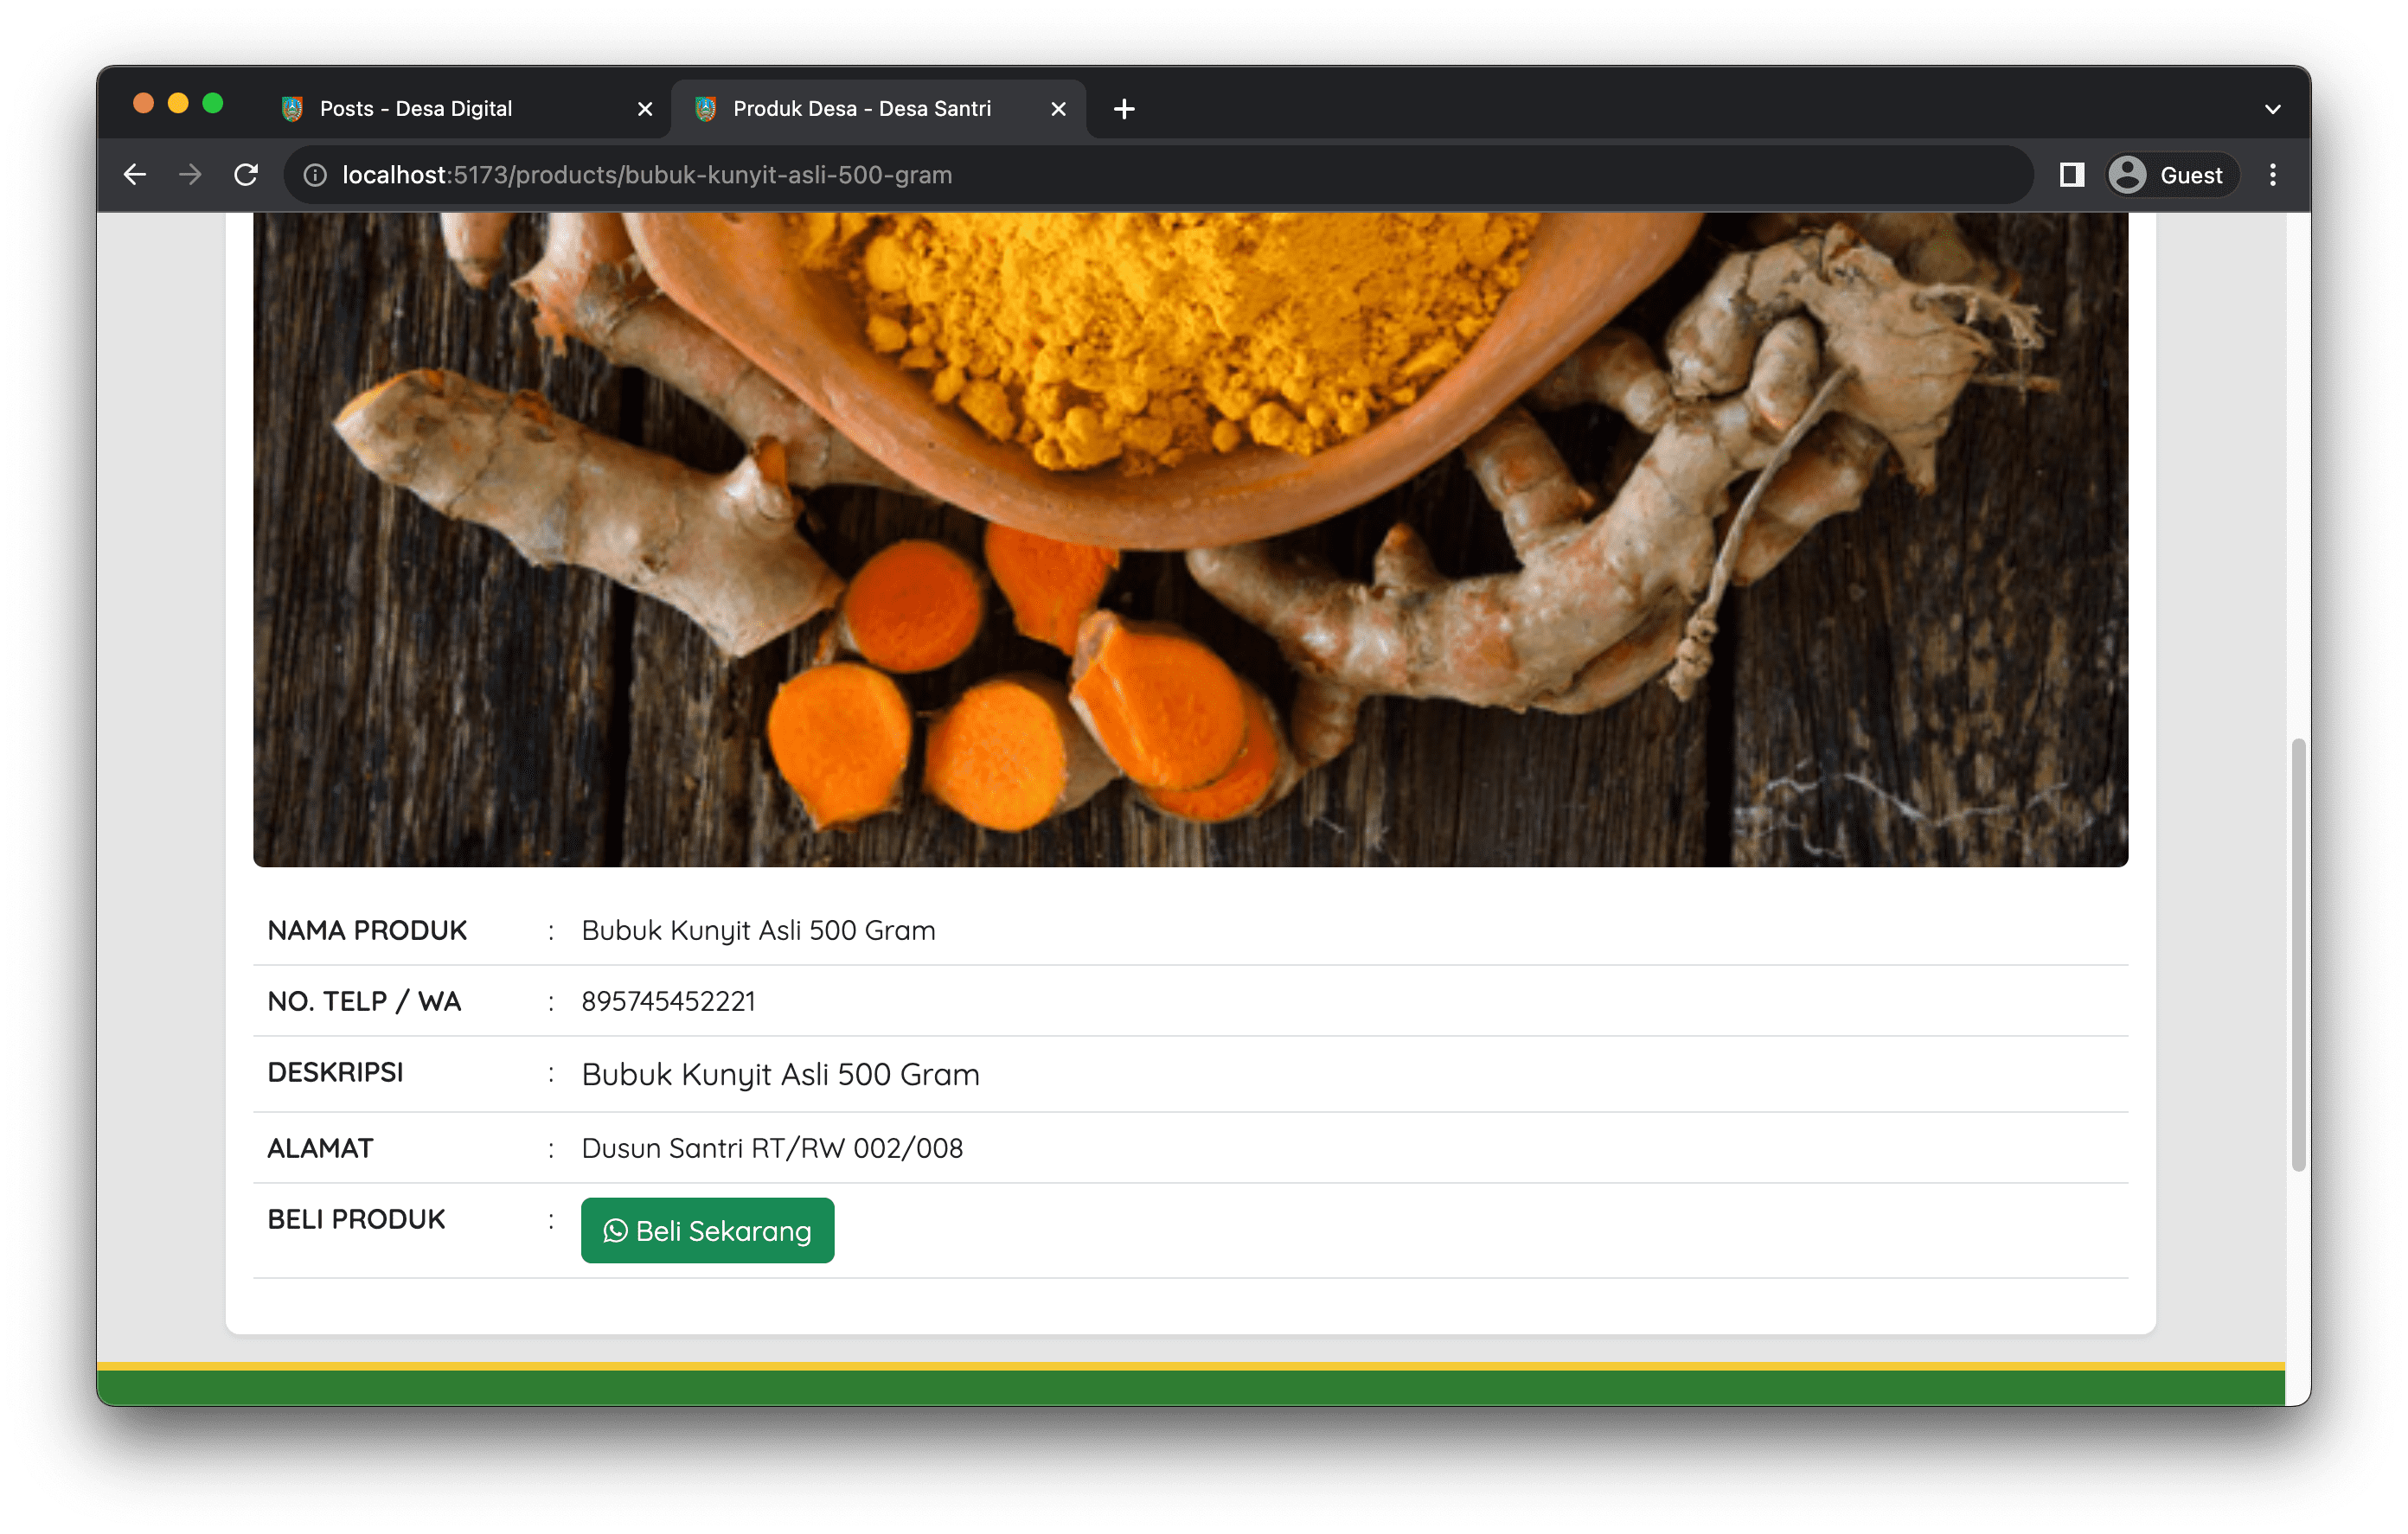 Posts - Desa Digital
Produk Desa - Desa Santri
localhost:5173/products/bubuk-kunyit-asli-500-gram
Guest
NAMA PRODUK : Bubuk Kunyit Asli 500 Gram
NO. TELP / WA : 895745452221
DESKRIPSI : Bubuk Kunyit Asli 500 Gram
ALAMAT : Dusun Santri RT/RW 002/008
BELI PRODUK : Beli Sekarang